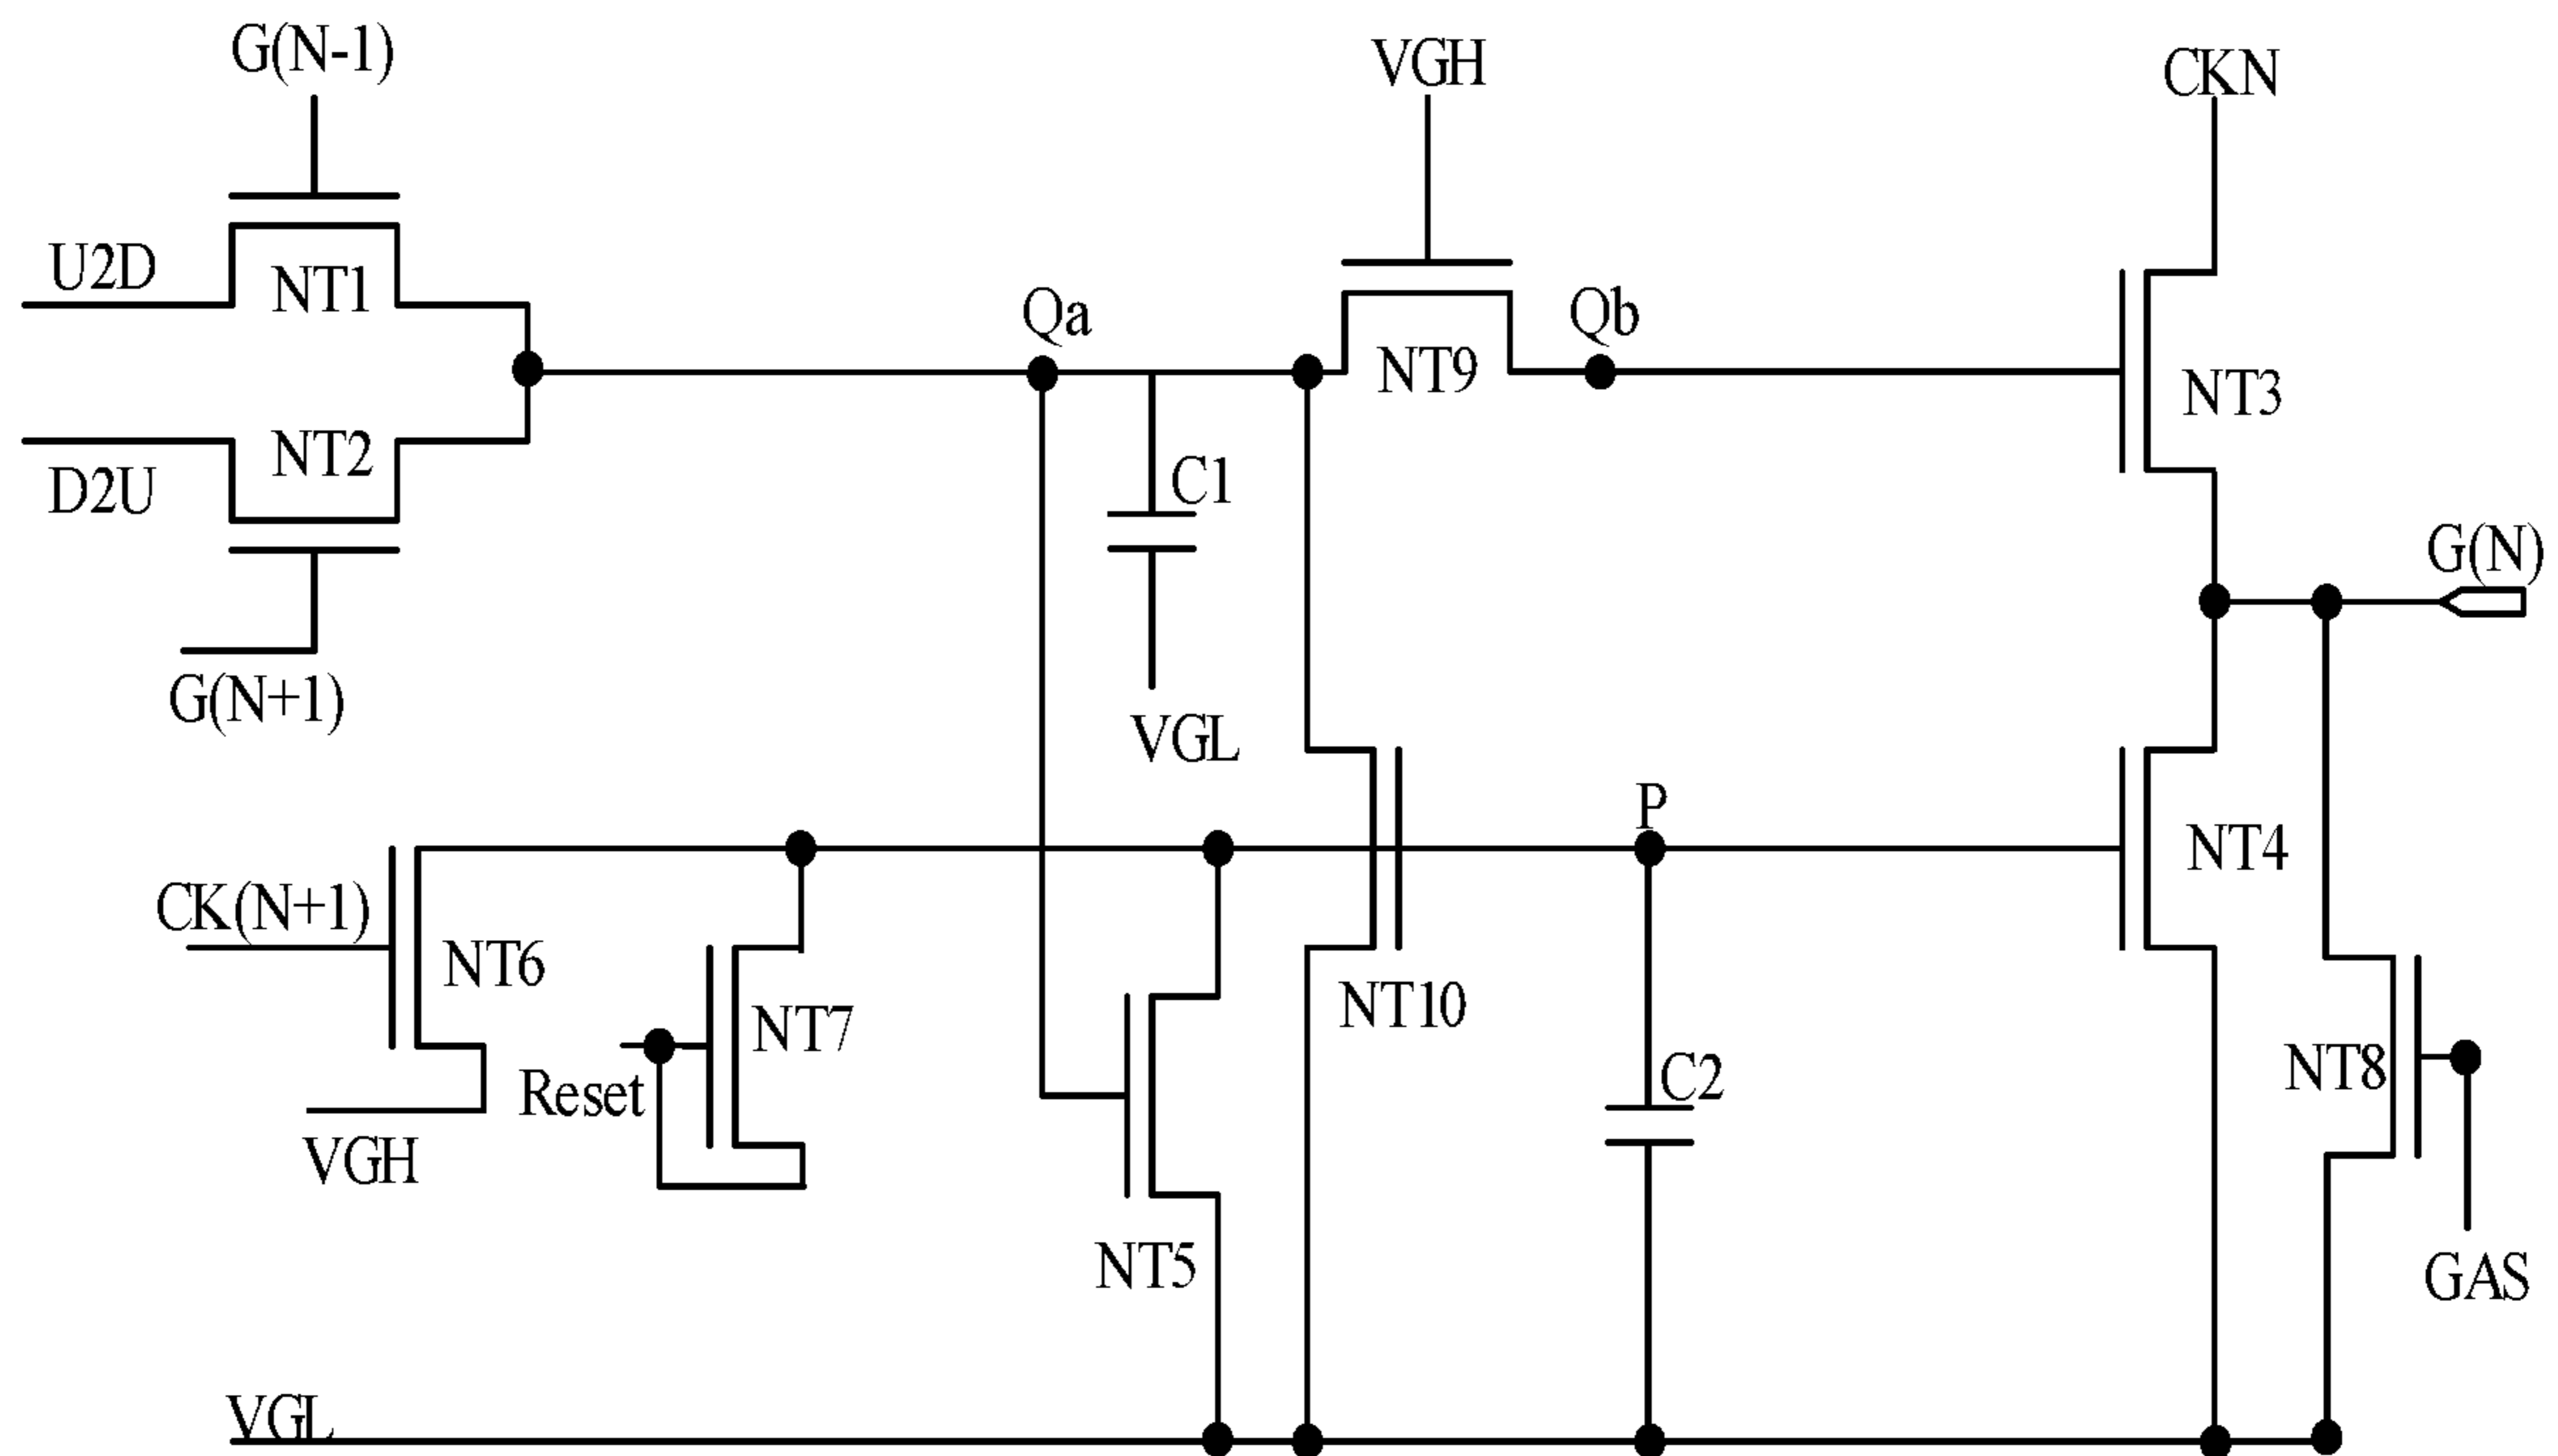 G(N-1)
VGH
CKN
U2D
NT1
Qa
Qb
NT9
NT3
D2U
NT2
C1
G(N)
G(N+1)
VGL
P
NT4
CK(N+1)
NT6
NT7
NT10
Reset
NT8
C2
VGH
NT5
GAS
VGL